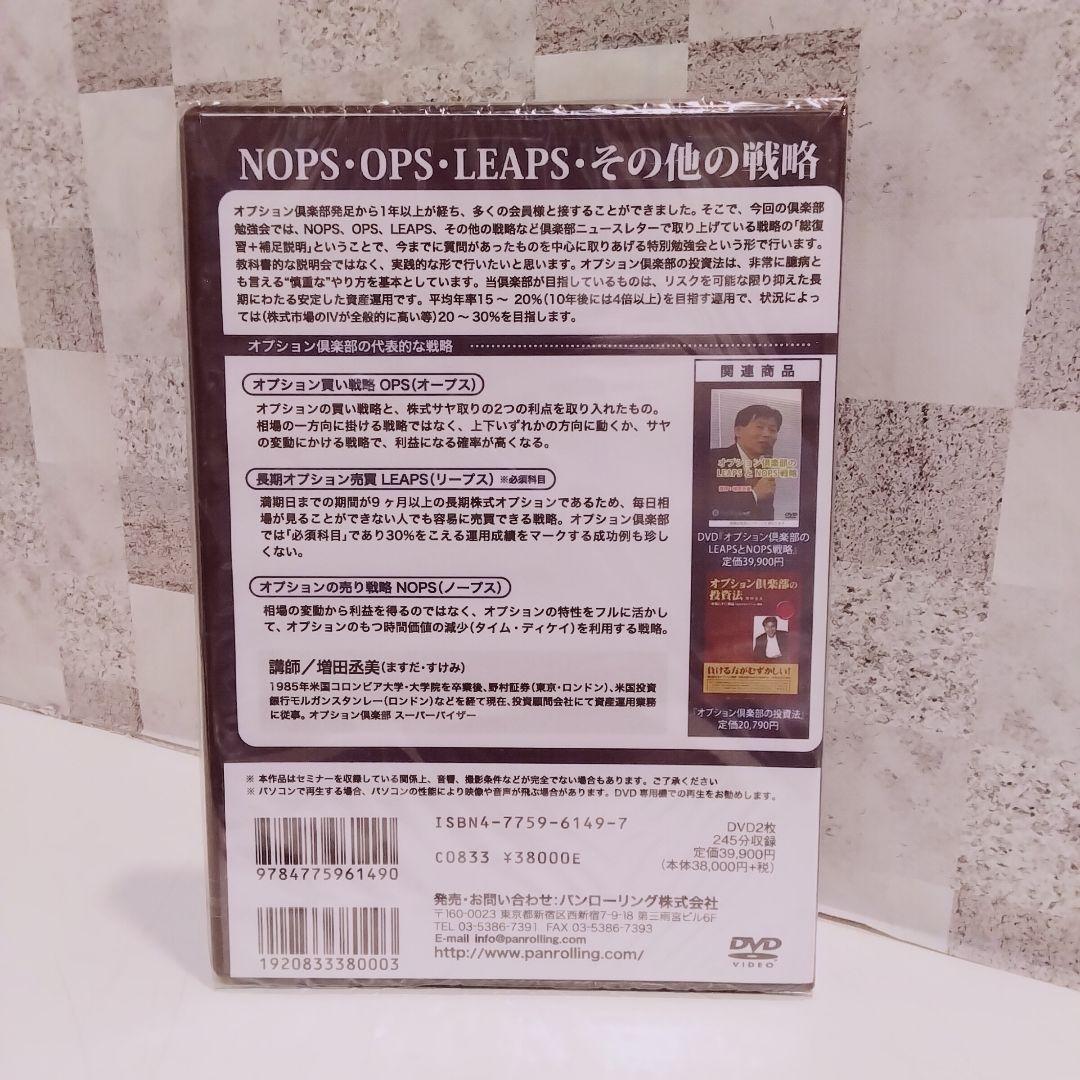 NOPS・OPS・LEAPS・その他の戦略
オプション倶楽部発足から1年以上が経ち、多くの会員様と接することができました。そこで、今回の倶楽部
勉強会では、NOPS、OPS、LEAPS、その他の戦略など倶楽部ニュースレターで取り上げている戦略の「総復
習＋補足説明」ということで、今までに質問があったものを中心に取りあげる特別勉強会という形で行います。
教科書的な説明会ではなく、実践的な形で行いたいと思います。オプション倶楽部の投資法は、非常に臆病と
も言える“慎重な”やり方を基本としています。当倶楽部が目指しているものは、リスクを可能な限り抑えた長
期にわたる安定した資産運用です。平均年率15～20%(10年後には4倍以上)を目指す運用で、状況によっ
ては(株式市場のIVが全般的に高い等)20～30%を目指します。
オプション倶楽部の代表的な戦略
オプション買い戦略 OPS(オープス)
オプションの買い戦略と、株式サヤ取りの2つの利点を取り入れたもの。
相場の一方向に掛ける戦略ではなく、上下いずれかの方向に動くか、サヤ
の変動にかける戦略で、利益になる確率が高くなる。
長期オプション売買 LEAPS(リープス) ※必須科目
満期日までの期間が9ヶ月以上の長期株式オプションであるため、毎日相
場が見ることができない人でも容易に売買できる戦略。オプション倶楽部
では「必須科目」であり30%をこえる運用成績をマークする成功例も珍し
くない。
オプションの売り戦略 NOPS(ノープス)
相場の変動から利益を得るのではなく、オプションの特性をフルに活かし
て、オプションのもつ時間価値の減少(タイム・ディケイ)を利用する戦略。
講師／増田丞美(ますだ・すけみ)
1985年米国コロンビア大学・大学院を卒業後、野村証券(東京・ロンドン)、米国投資
銀行モルガンスタンレー(ロンドン)などを経て現在、投資顧問会社にて資産運用業務
に従事。オプション倶楽部 スーパーバイザー
関連商品
オプション倶楽部の
LEAPS と NOPS 戦略
DVD『オプション倶楽部の
LEAPSとNOPS戦略』
定価39,900円
オプション倶楽部の
投資法
負ける方がむずかしい!
『オプション倶楽部の投資法』
定価20,790円
※ 本作品はセミナーを収録している関係上、音響、撮影条件などが完全でない場合もあります。ご了承ください
※ パソコンで再生する場合、パソコンの性能により映像や音声が飛ぶ場合があります。DVD専用機での再生をお勧めします。
ISBN4-7759-6149-7
C0833 ¥38000E
9784775961490
1920833380003
DVD2枚
245分収録
定価39,900円
(本体38,000円+税)
発売・お問い合わせ：パンローリング株式会社
〒160-0023 東京都新宿区西新宿7-9-18 第三雨宮ビル6F
TEL 03-5386-7391 FAX 03-5386-7393
E-mail info@panrolling.com
http://www.panrolling.com/
DVD
VIDEO